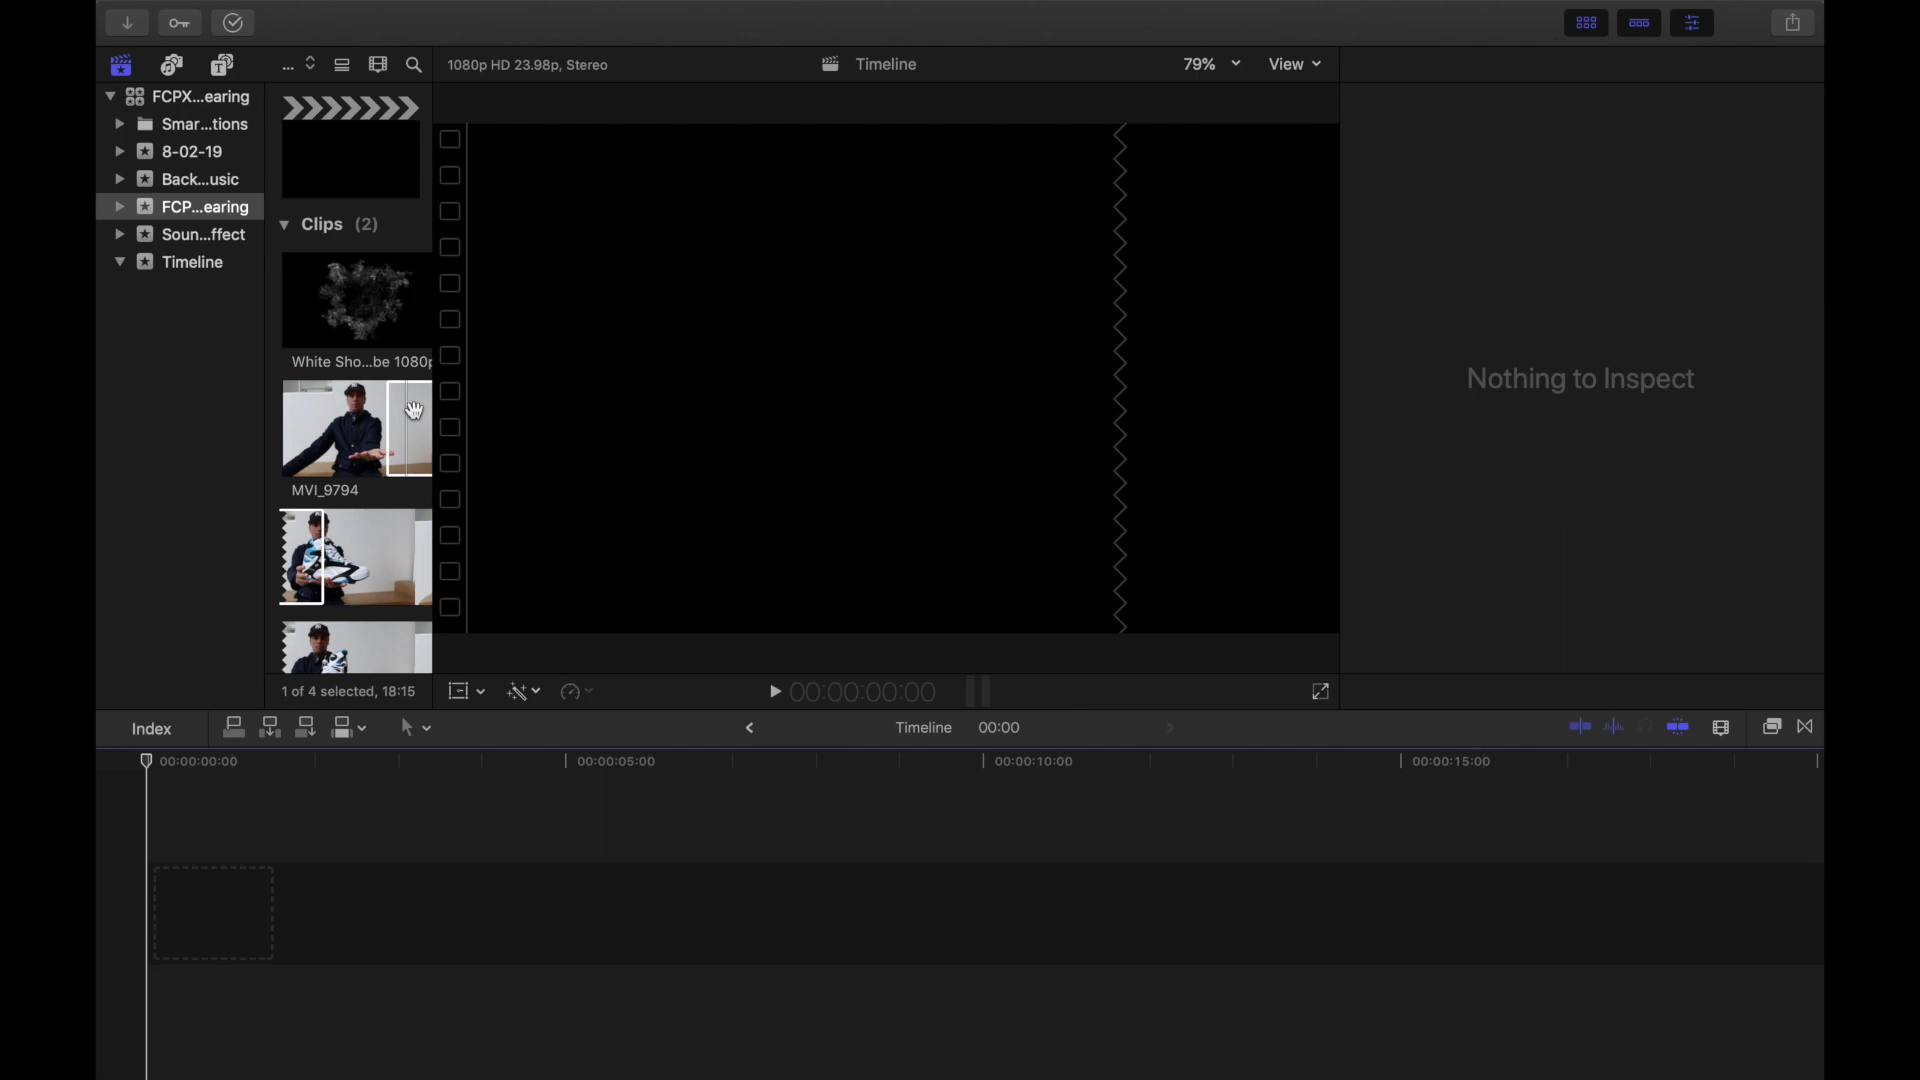 ... 1080p HD 23.98p, Stereo Timeline 79% View
FCPX...earing
Smar...tions
8-02-19
Back...usic
FCP...earing
Clips (2)
Soun...ffect
Timeline
White Sho...be 1080p
Nothing to Inspect
MVI_9794
1 of 4 selected, 18:15
00:00:00:00
Index
Timeline 00:00
00:00:00:00 00:00:05:00 00:00:10:00 00:00:15:00